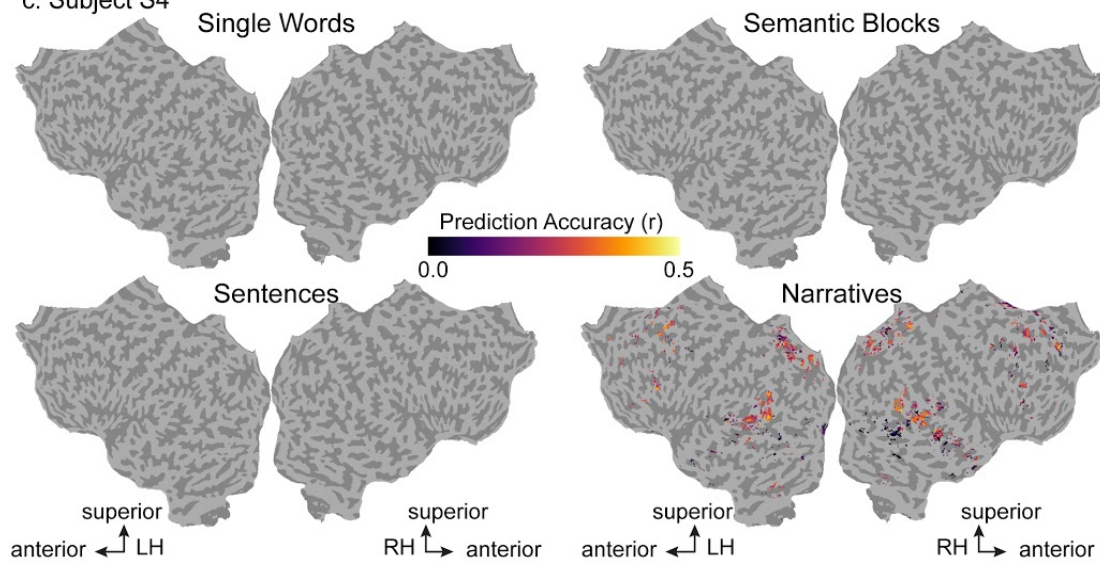 c. Subject S4
Single Words
Semantic Blocks
Prediction Accuracy (r)
0.0 0.5
Sentences
Narratives
superior superior superior superior
anterior LH RH anterior anterior LH RH anterior